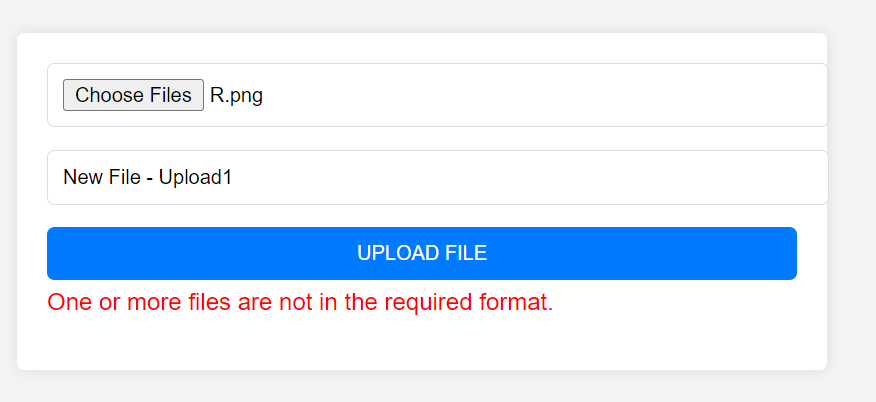 Choose Files R.png
New File - Upload1
UPLOAD FILE
One or more files are not in the required format.